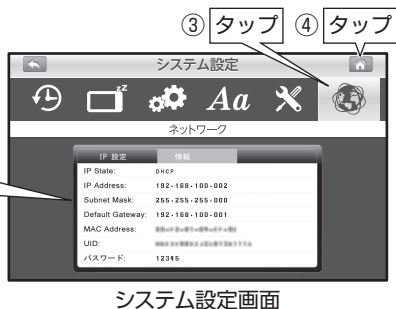 ③ タップ ④ タップ
システム設定
Aa
ネットワーク
IP 設定 情報
IP State: DHCP
IP Address: 192-168-100-002
Subnet Mask: 255-255-255-000
Default Gateway: 192-168-100-001
MAC Address:
UID:
パスワード: 12345
システム設定画面